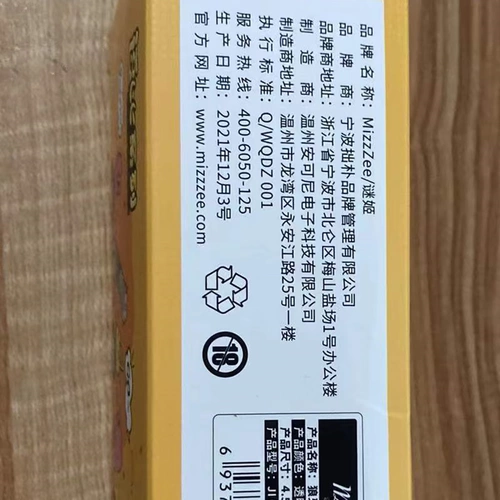 品牌名称：MizzZee/谜姬
品牌商：宁波拙朴品牌管理有限公司
品牌商地址：浙江省宁波市北仑区梅山盐场1号办公楼
制造商：温州安可尼电子科技有限公司
制造商地址：温州市龙湾区永安江路25号一楼
执行标准：Q/WQDZ 001
服务热线：400-6050-125
生产日期：2021年12月3号
官方网址：www.mizzzee.com
18
产品名称：
产品颜色：透
产品尺寸：4.
产品型号：JI
6 937